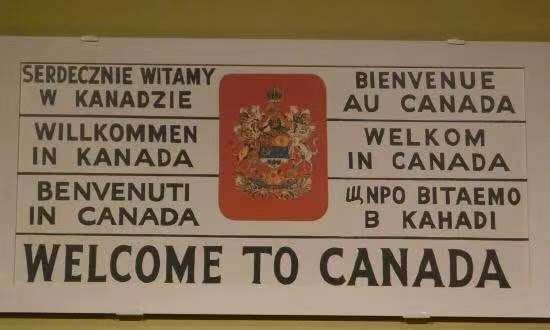 SERDECZNIE WITAMY
W KANADZIE
BIENVENUE
AU CANADA
WILLKOMMEN
IN KANADA
WELKOM
IN CANADA
BENVENUTI
IN CANADA
ЩNРО ВІТАЕМО
В КАНАДІ
WELCOME TO CANADA